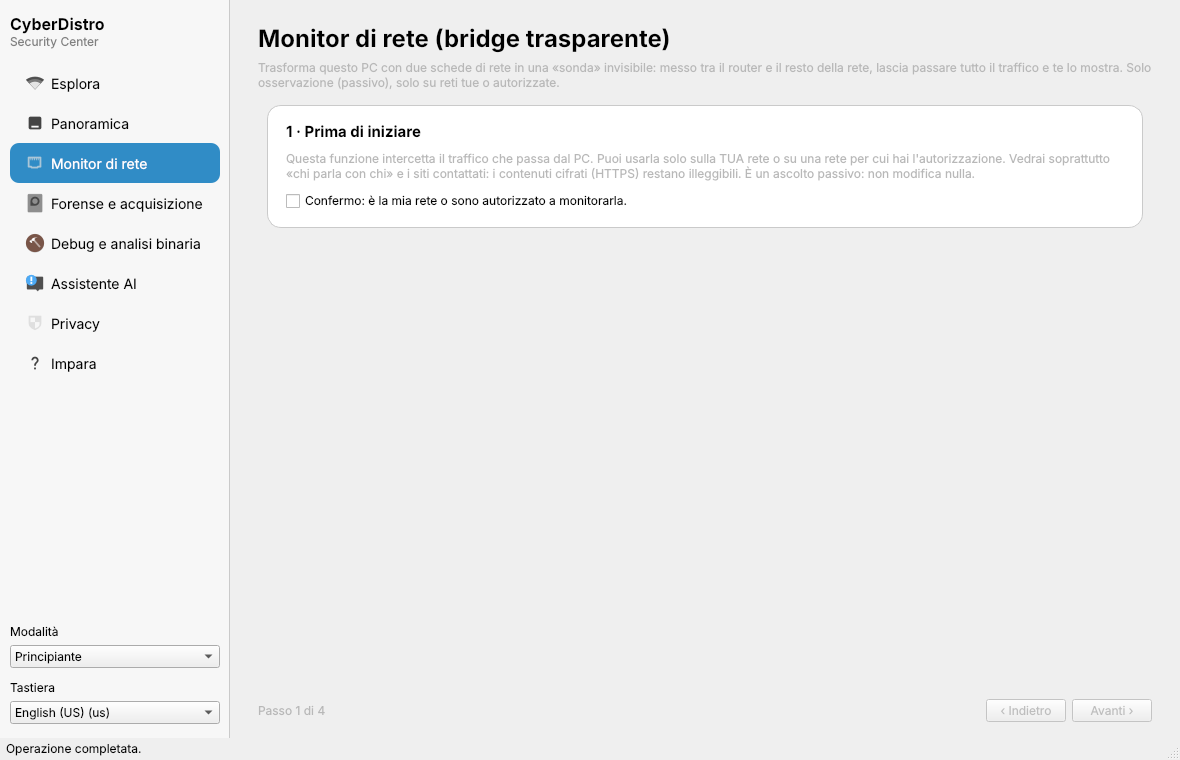 CyberDistro
Security Center
Esplora
Panoramica
Monitor di rete
Forense e acquisizione
Debug e analisi binaria
Assistente AI
Privacy
? Impara
Modalità
Principiante
Tastiera
English (US) (us)
Operazione completata.
Monitor di rete (bridge trasparente)
Trasforma questo PC con due schede di rete in una «sonda» invisibile: messo tra il router e il resto della rete, lascia passare tutto il traffico e te lo mostra. Solo
osservazione (passivo), solo su reti tue o autorizzate.
1 · Prima di iniziare
Questa funzione intercetta il traffico che passa dal PC. Puoi usarla solo sulla TUA rete o su una rete per cui hai l'autorizzazione. Vedrai soprattutto
«chi parla con chi» e i siti contattati: i contenuti cifrati (HTTPS) restano illeggibili. È un ascolto passivo: non modifica nulla.
Confermo: è la mia rete o sono autorizzato a monitorarla.
Passo 1 di 4
‹ Indietro
Avanti ›